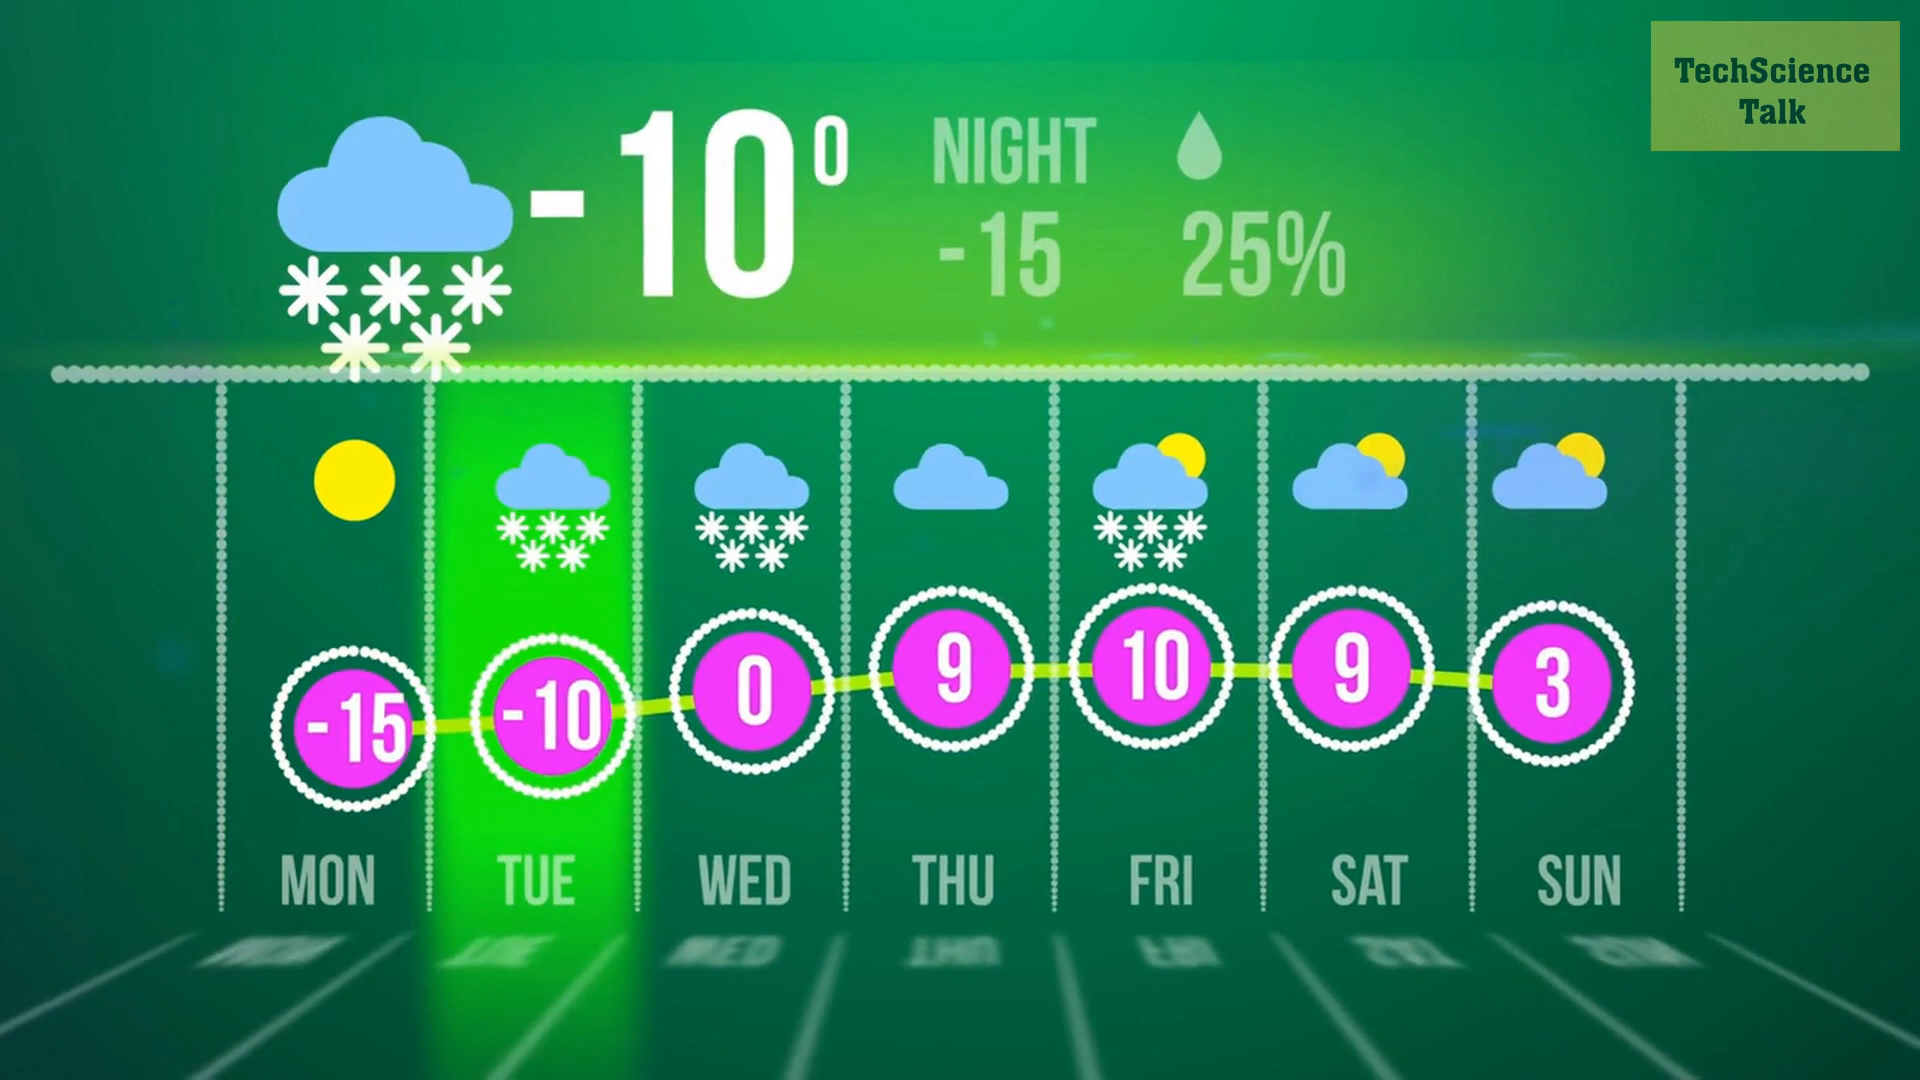 TechScience
Talk
-10°
NIGHT
-15
25%
-15
-10
0
9
10
9
3
MON
TUE
WED
THU
FRI
SAT
SUN